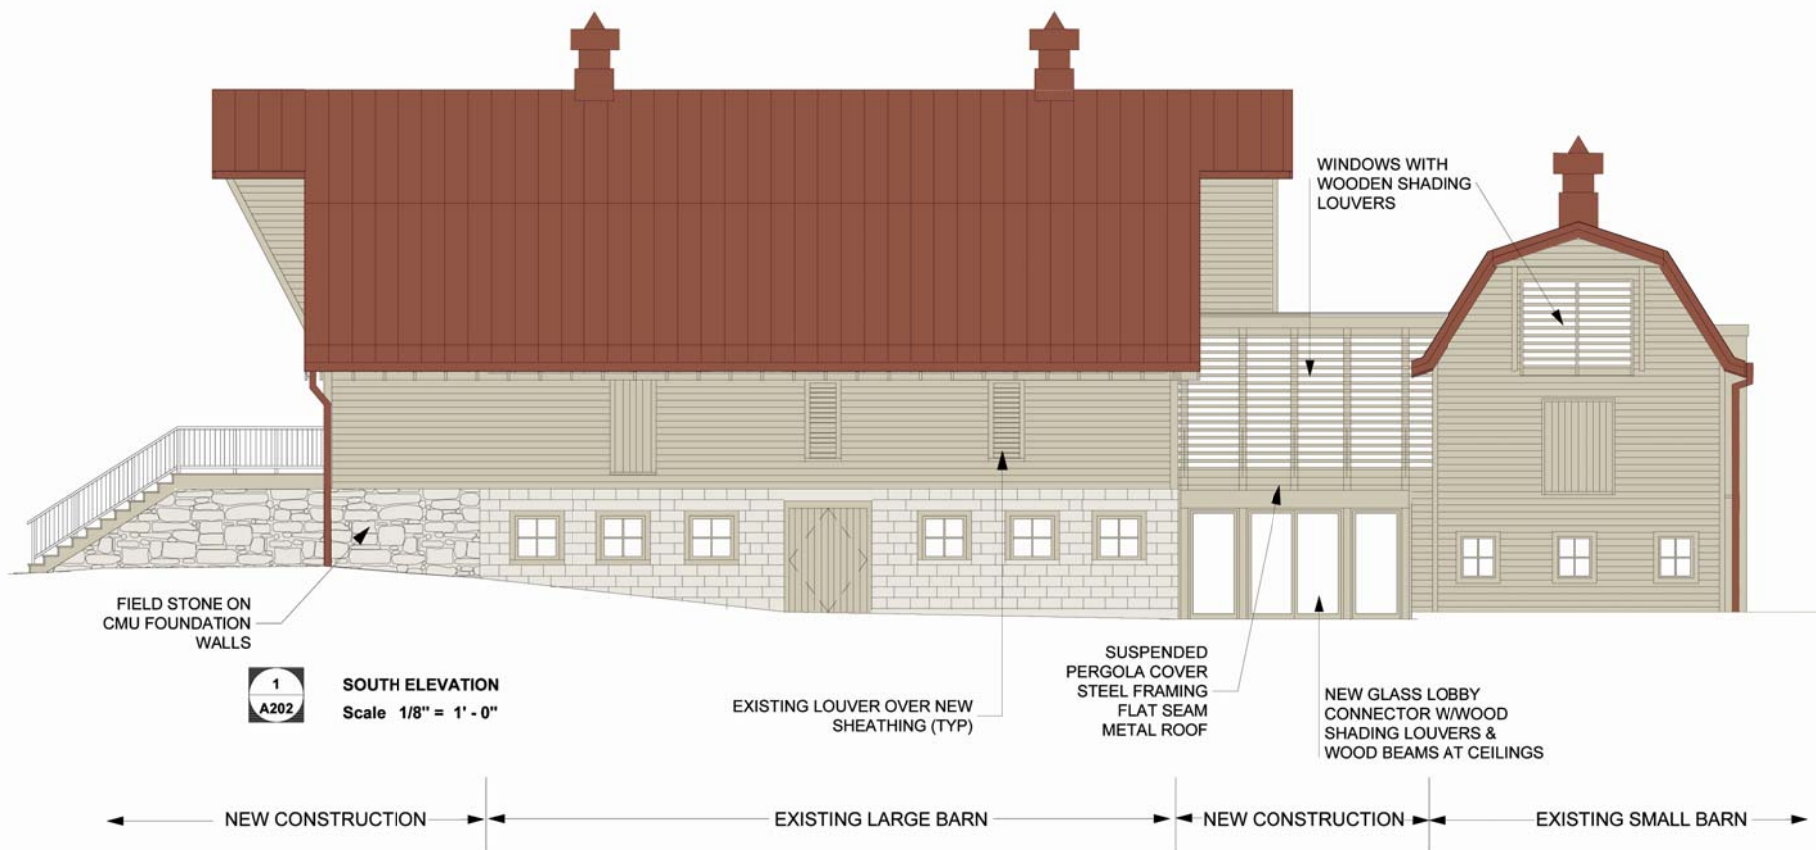 WINDOWS WITH
WOODEN SHADING
LOUVERS
FIELD STONE ON
CMU FOUNDATION
WALLS
1
A202
SOUTH ELEVATION
Scale 1/8" = 1' - 0"
EXISTING LOUVER OVER NEW
SHEATHING (TYP)
SUSPENDED
PERGOLA COVER
STEEL FRAMING
FLAT SEAM
METAL ROOF
NEW GLASS LOBBY
CONNECTOR W/WOOD
SHADING LOUVERS &
WOOD BEAMS AT CEILINGS
NEW CONSTRUCTION
EXISTING LARGE BARN
NEW CONSTRUCTION
EXISTING SMALL BARN